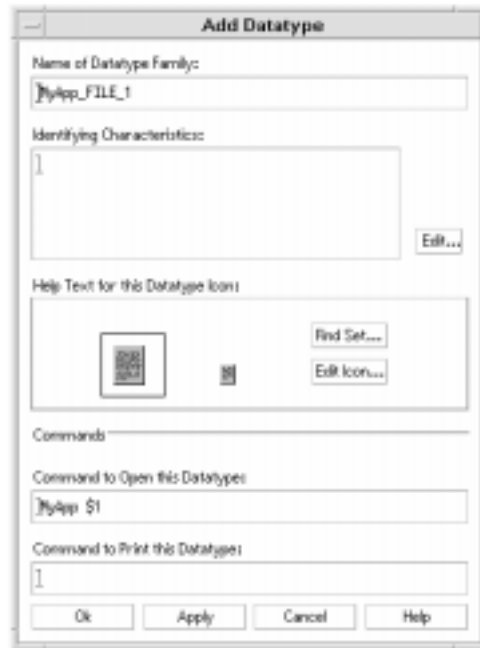 Add Datatype
Name of Datatype Family:
MyApp_FILE_1
Identifying Characteristics:
Edit...
Help Text for this Datatype Icon:
Find Set...
Edit Icon...
Commands
Command to Open this Datatype:
MyApp $1
Command to Print this Datatype:
Ok Apply Cancel Help